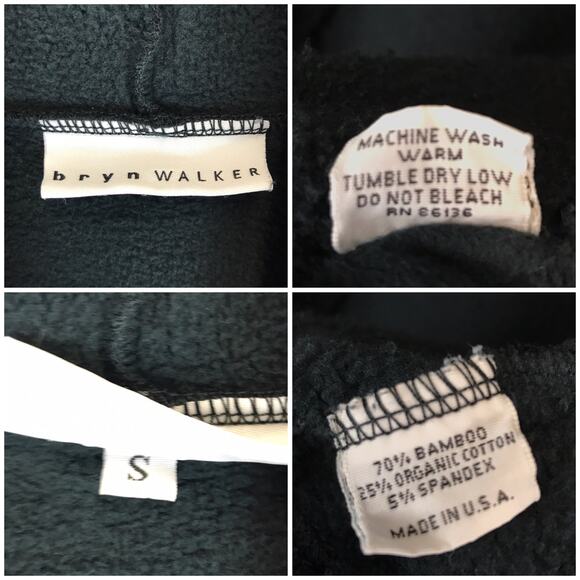 bryn WALKER
MACHINE WASH
WARM
TUMBLE DRY LOW
DO NOT BLEACH
RN 86136
S
70% BAMBOO
25% ORGANIC COTTON
5% SPANDEX
MADE IN U.S.A.